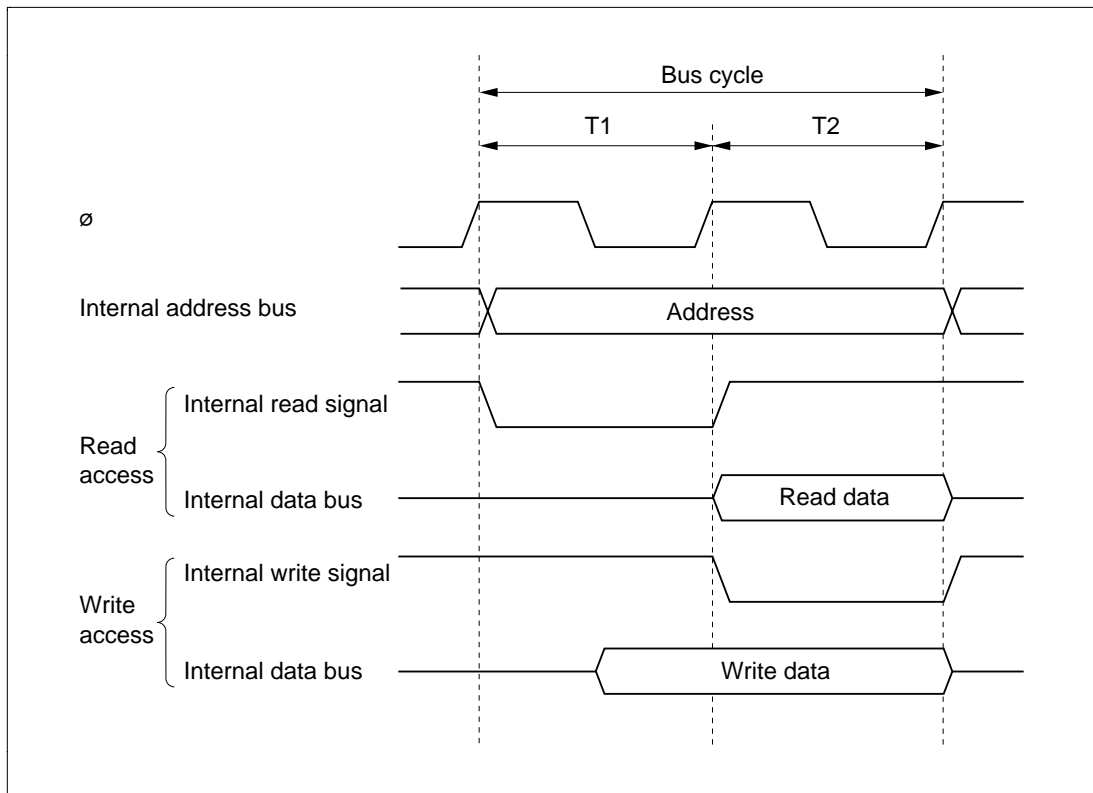 Bus cycle
T1
T2
ø
Internal address bus
Address
Internal read signal
Read
access
Internal data bus
Read data
Internal write signal
Write
access
Internal data bus
Write data